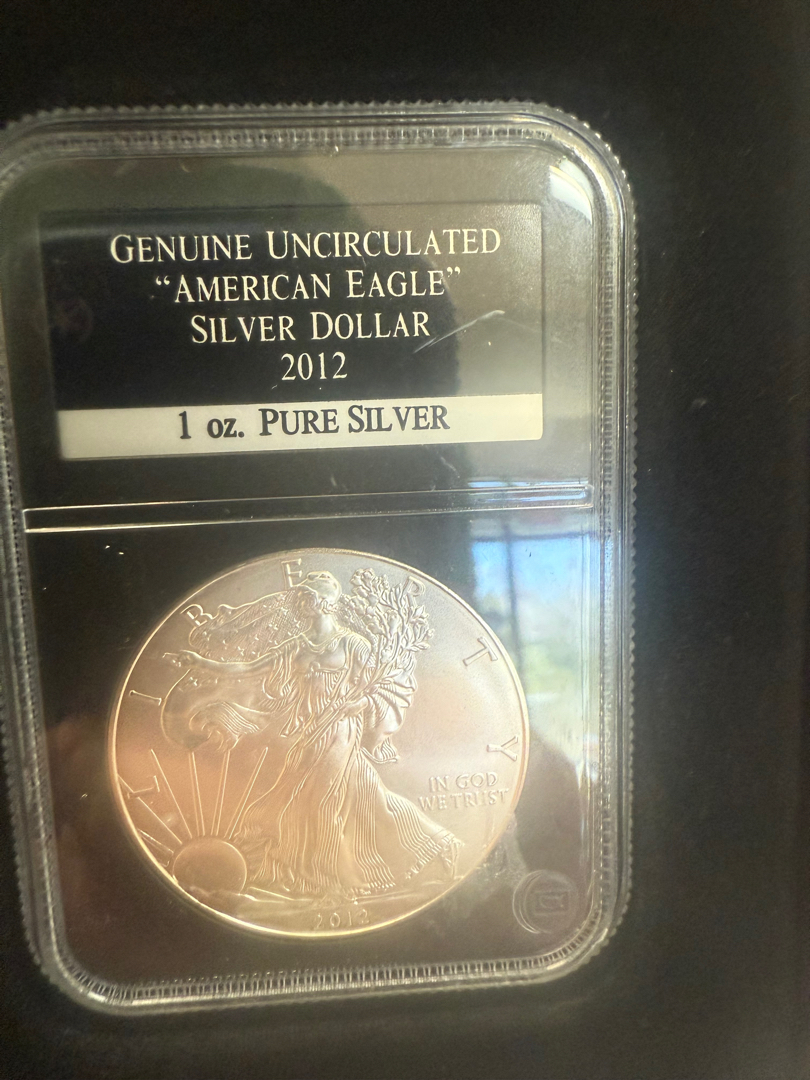 GENUINE UNCIRCULATED
"AMERICAN EAGLE"
SILVER DOLLAR
2012
1 oz. PURE SILVER
LIBERTY
IN GOD
WE TRUST
2012